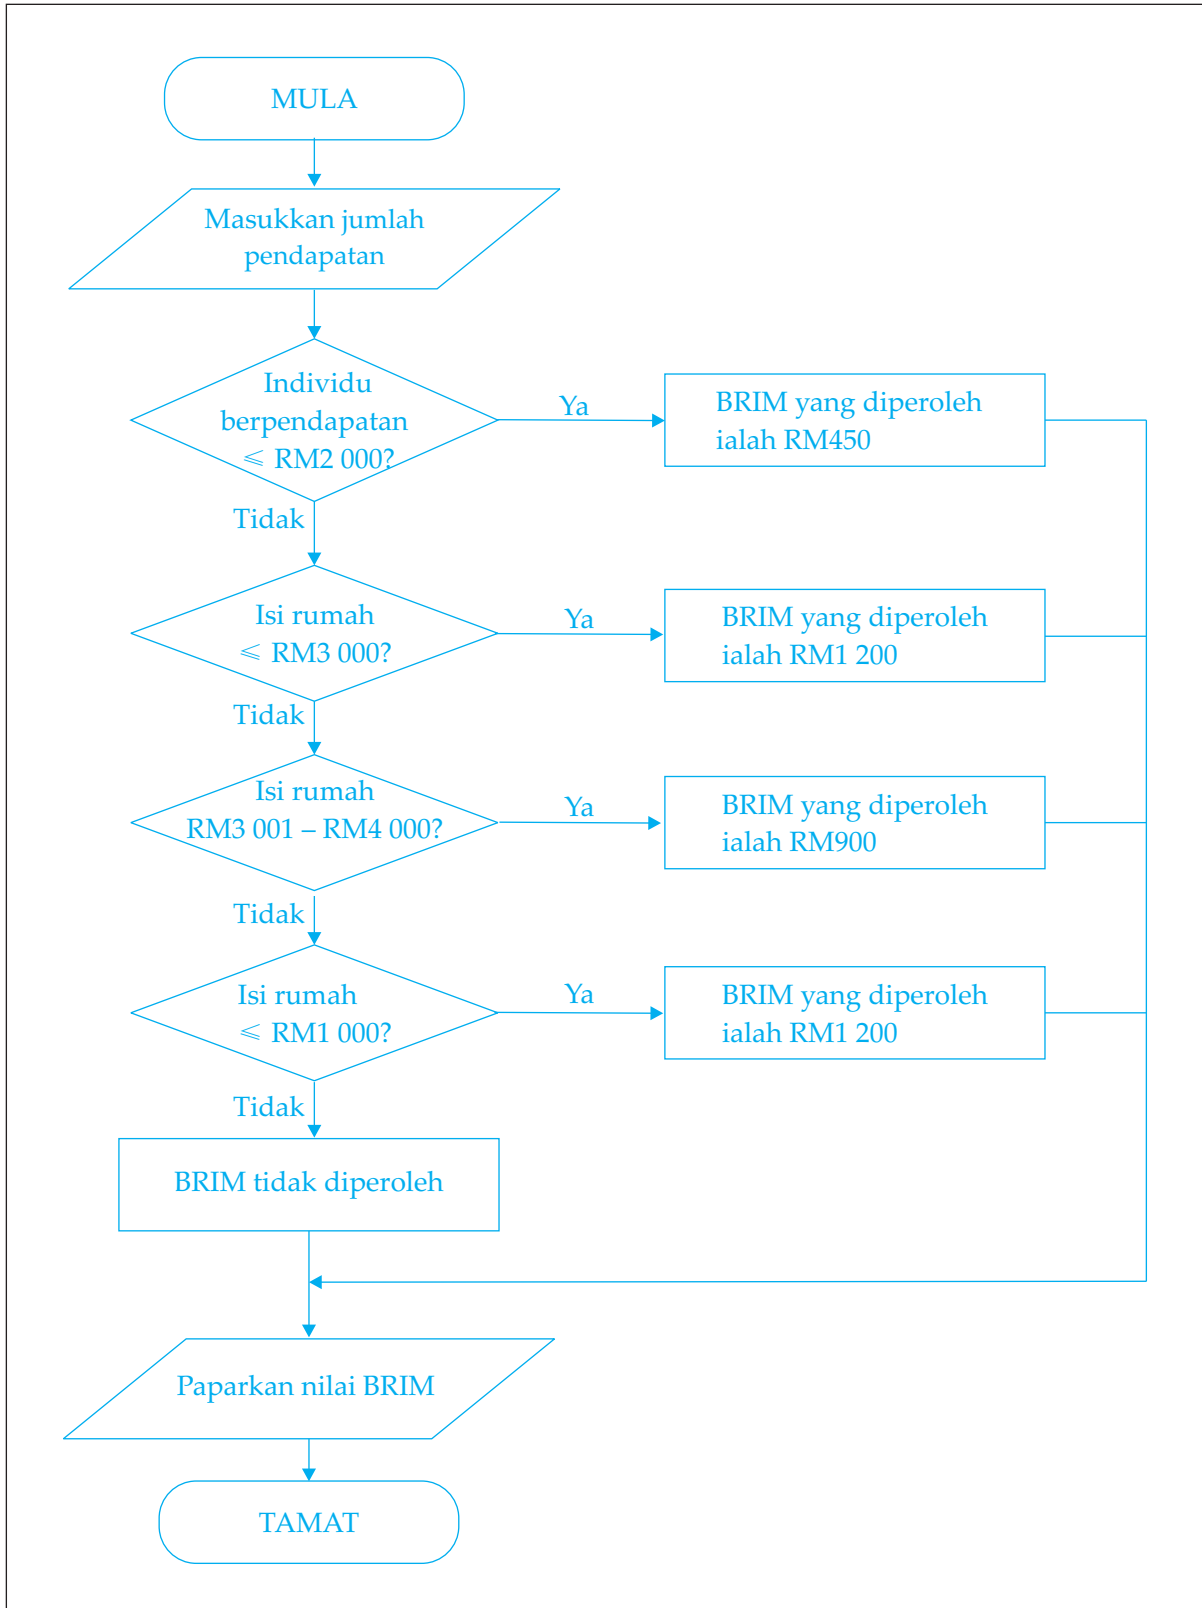 MULA
Masukkan jumlah
pendapatan
Individu
berpendapatan
⩽ RM2 000?
Ya
BRIM yang diperoleh
ialah RM450
Tidak
Isi rumah
⩽ RM3 000?
Ya
BRIM yang diperoleh
ialah RM1 200
Tidak
Isi rumah
RM3 001 – RM4 000?
Ya
BRIM yang diperoleh
ialah RM900
Tidak
Isi rumah
⩽ RM1 000?
Ya
BRIM yang diperoleh
ialah RM1 200
Tidak
BRIM tidak diperoleh
Paparkan nilai BRIM
TAMAT